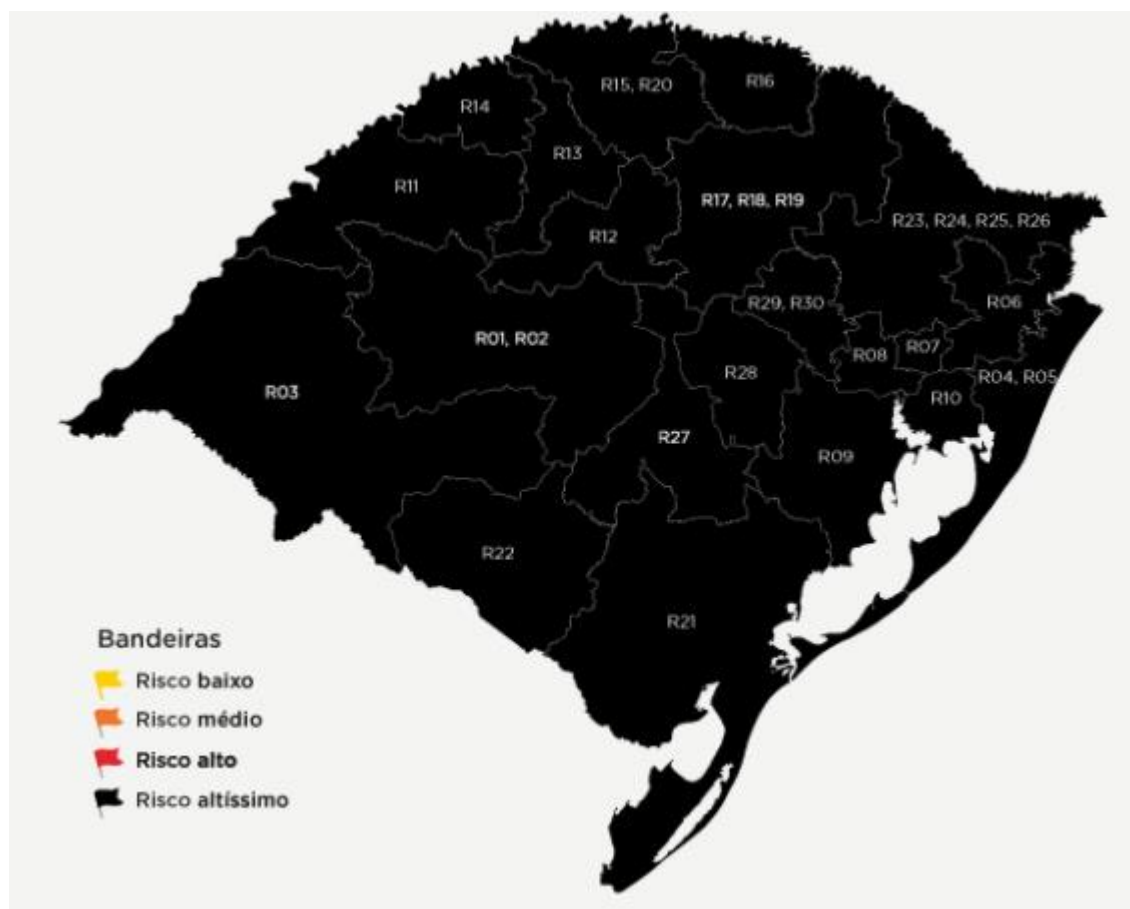 R15, R20
R16
R14
R13
R11
R17, R18, R19
R23, R24, R25, R26
R12
R29, R30
R06
R01, R02
R08
R07
R28
R04, R05
R03
R10
R27
R09
R22
R21
Bandeiras
Risco baixo
Risco médio
Risco alto
Risco altíssimo